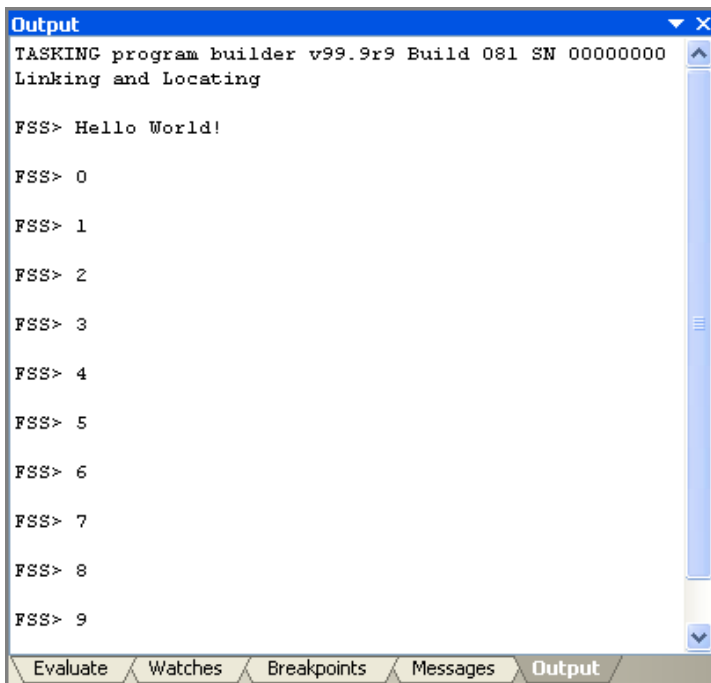 Output
TASKING program builder v99.9r9 Build 081 SN 00000000
Linking and Locating
FSS> Hello World!
FSS> 0
FSS> 1
FSS> 2
FSS> 3
FSS> 4
FSS> 5
FSS> 6
FSS> 7
FSS> 8
FSS> 9
Evaluate Watches Breakpoints Messages Output